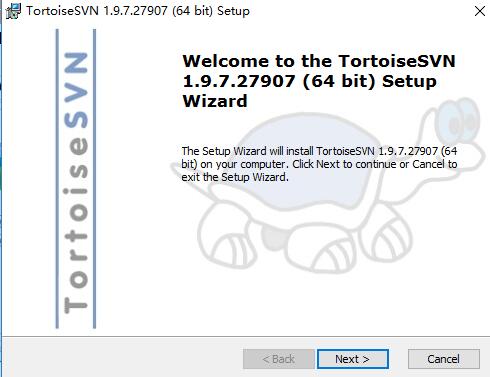 TortoiseSVN 1.9.7.27907 (64 bit) Setup
TortoiseSVN
Welcome to the TortoiseSVN
1.9.7.27907 (64 bit) Setup
Wizard
The Setup Wizard will install TortoiseSVN 1.9.7.27907 (64
bit) on your computer. Click Next to continue or Cancel to
exit the Setup Wizard.
< Back
Next >
Cancel